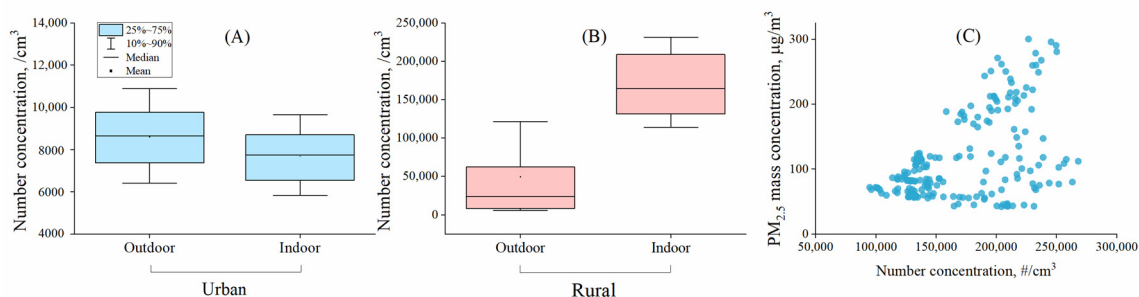 (A)
25%~75%
10%~90%
Median
Mean
Number concentration, /cm³
14,000
12,000
10,000
8000
6000
4000
Outdoor
Indoor
Urban
(B)
Number concentration, /cm³
250,000
200,000
150,000
100,000
50,000
0
Outdoor
Indoor
Rural
(C)
PM₂.₅ mass concentration, μg/m³
300
200
100
0
50,000
100,000
150,000
200,000
250,000
300,000
Number concentration, #/cm³